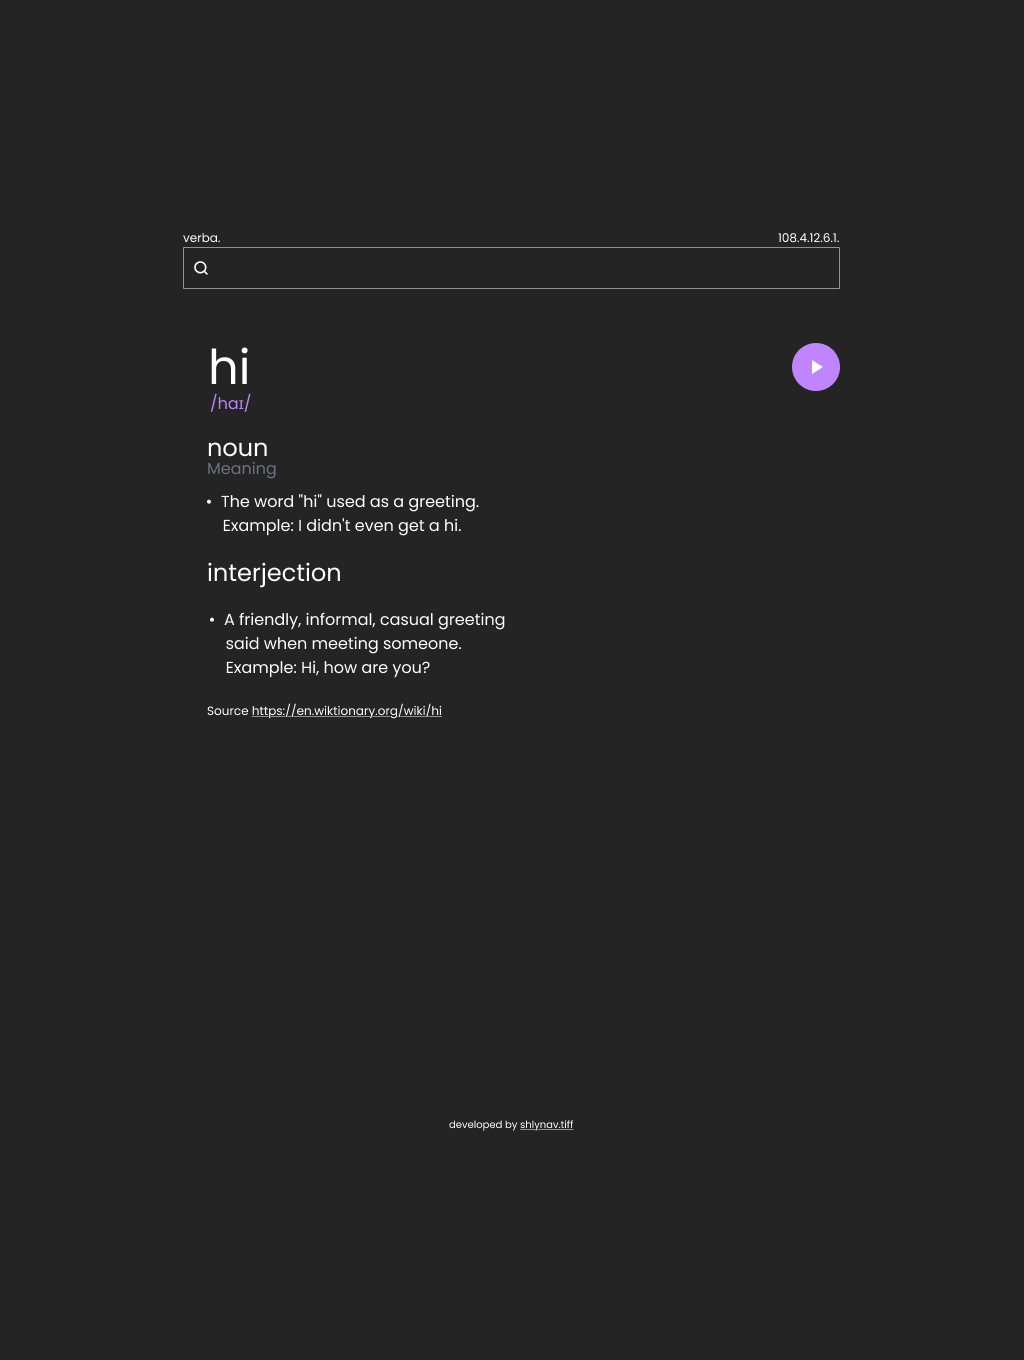 verba.
108.4.12.6.1.
hi
/haɪ/
noun
Meaning
• The word "hi" used as a greeting.
Example: I didn't even get a hi.
interjection
• A friendly, informal, casual greeting
said when meeting someone.
Example: Hi, how are you?
Source https://en.wiktionary.org/wiki/hi
developed by shlynav.tiff